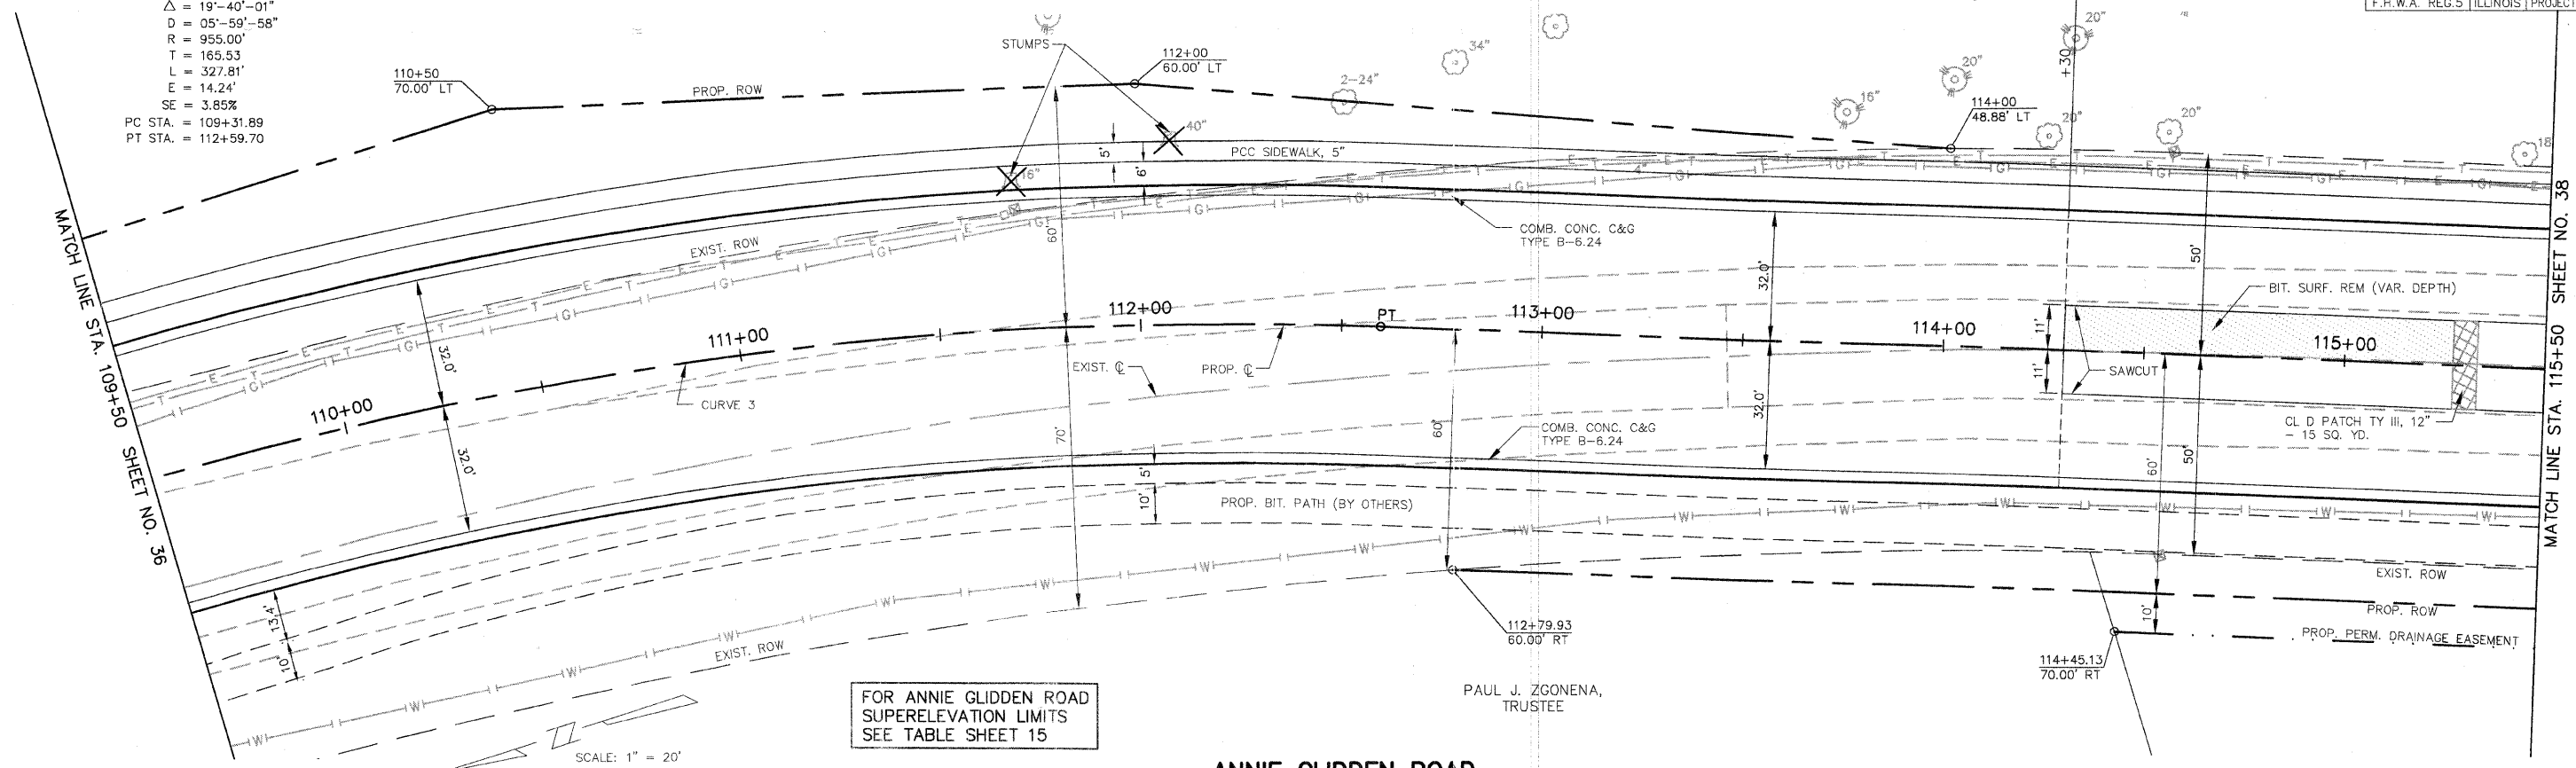 Δ = 19°-40'-01"
D = 05°-59'-58"
R = 955.00'
T = 165.53
L = 327.81'
E = 14.24'
SE = 3.85%
PC STA. = 109+31.89
PT STA. = 112+59.70
F.H.W.A. REG.5 ILLINOIS PROJECT
110+50
70.00' LT
PROP. ROW
STUMPS
112+00
60.00' LT
2-24"
34"
16"
20"
114+00
48.88' LT
+30
20"
20"
20"
18
40"
16"
5'
6'
PCC SIDEWALK, 5"
4"
COMB. CONC. C&G
TYPE B-6.24
EXIST. ROW
60'
32.0'
32.0'
50'
BIT. SURF. REM (VAR. DEPTH)
110+00
111+00
112+00
PT
113+00
114+00
115+00
11'
11'
SAWCUT
CURVE 3
EXIST. ℄
PROP. ℄
32.0'
32.0'
70'
60'
COMB. CONC. C&G
TYPE B-6.24
CL D PATCH TY III, 12"
- 15 SQ. YD.
5'
10'
PROP. BIT. PATH (BY OTHERS)
60'
50'
13.4'
10'
EXIST. ROW
EXIST. ROW
PROP. ROW
10'
PROP. PERM. DRAINAGE EASEMENT
112+79.93
60.00' RT
114+45.13
70.00' RT
MATCH LINE STA. 109+50 SHEET NO. 36
MATCH LINE STA. 115+50 SHEET NO. 38
FOR ANNIE GLIDDEN ROAD
SUPERELEVATION LIMITS
SEE TABLE SHEET 15
PAUL J. ZGONENA,
TRUSTEE
SCALE: 1" = 20'
ANNIE GLIDDEN ROAD